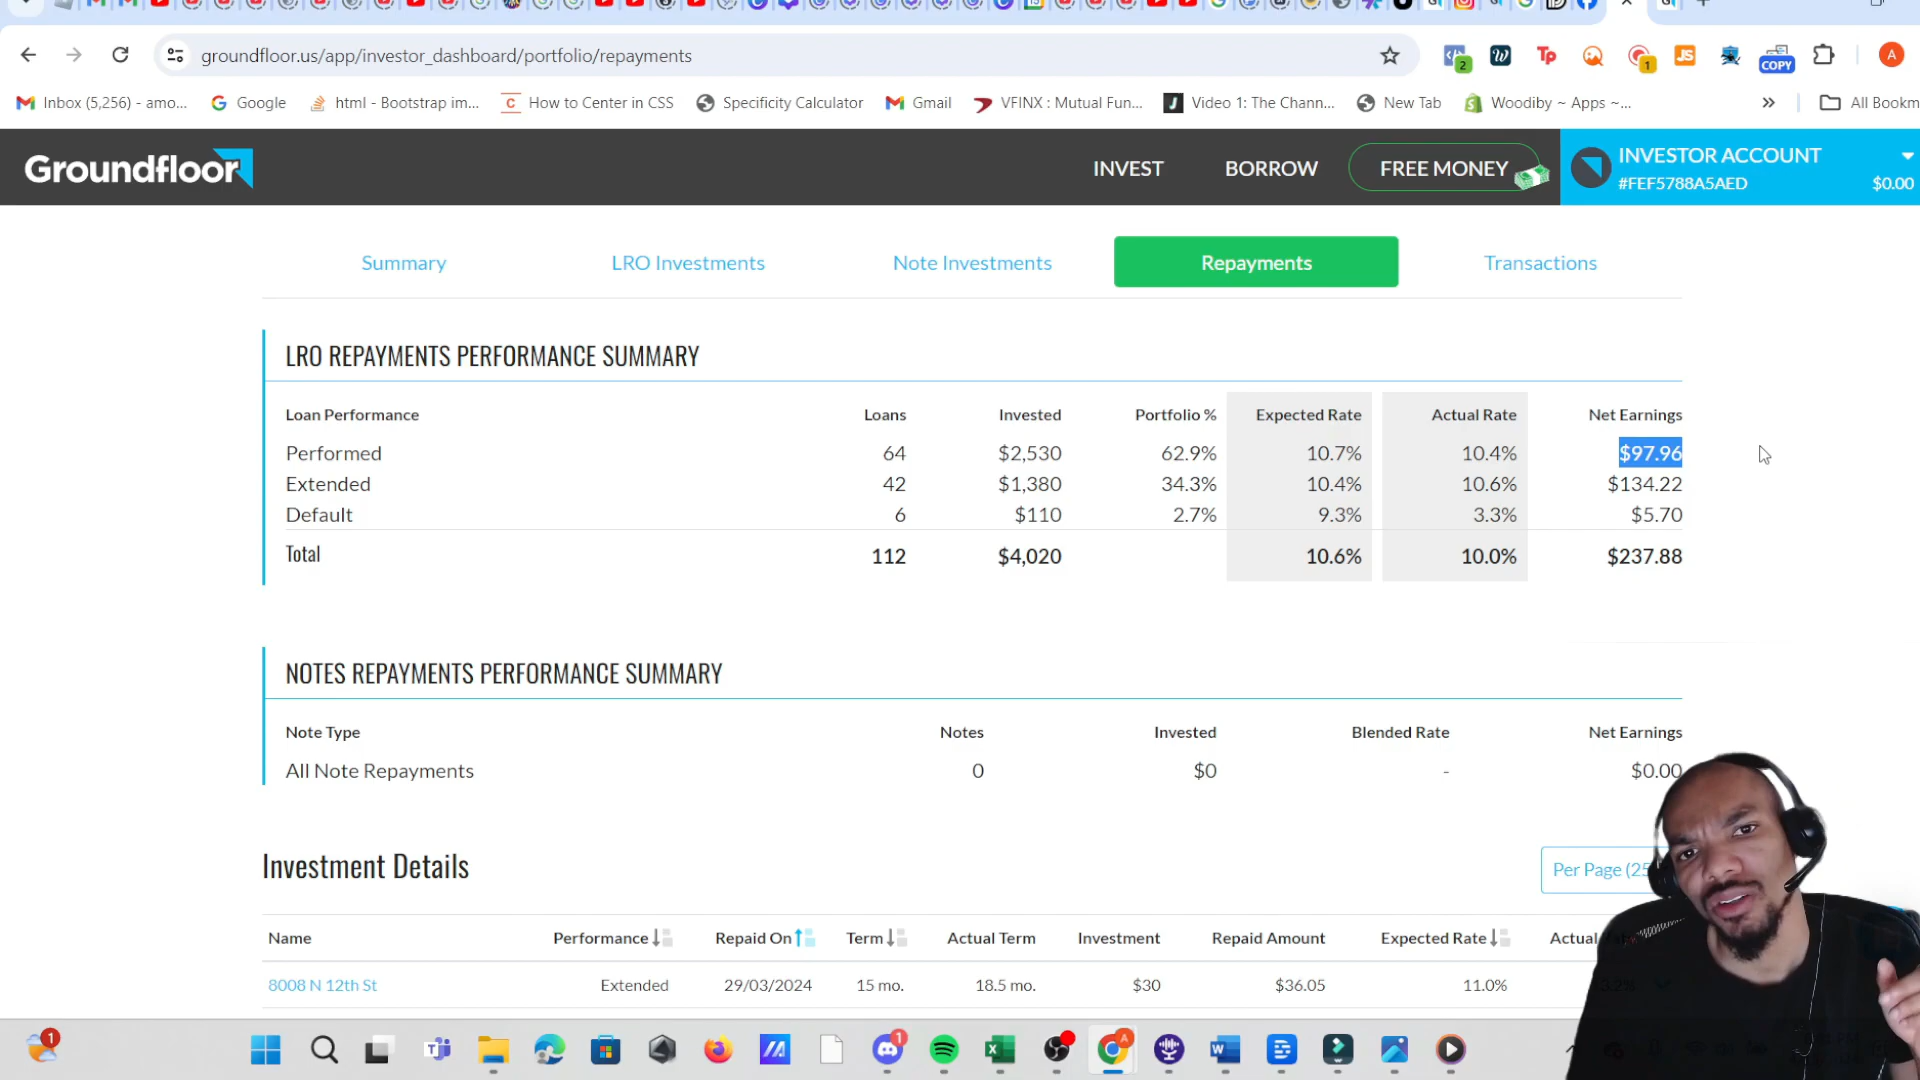 groundfloor.us/app/investor_dashboard/portfolio/repayments
2
1
COPY
A
Inbox (5,256) - amo...
Google
html - Bootstrap im...
How to Center in CSS
Specificity Calculator
Gmail
VFINX : Mutual Fun...
Video 1: The Chann...
New Tab
Woodiby ~ Apps ~...
All Bookm
Groundfloor
INVEST
BORROW
FREE MONEY
INVESTOR ACCOUNT
#FEF5788A5AED
$0.00
Summary
LRO Investments
Note Investments
Repayments
Transactions
LRO REPAYMENTS PERFORMANCE SUMMARY
Loan Performance Loans Invested Portfolio % Expected Rate Actual Rate Net Earnings
Performed 64 $2,530 62.9% 10.7% 10.4% $97.96
Extended 42 $1,380 34.3% 10.4% 10.6% $134.22
Default 6 $110 2.7% 9.3% 3.3% $5.70
Total 112 $4,020 10.6% 10.0% $237.88
NOTES REPAYMENTS PERFORMANCE SUMMARY
Note Type Notes Invested Blended Rate Net Earnings
All Note Repayments 0 $0 - $0.00
Investment Details
Per Page (25
Name Performance Repaid On Term Actual Term Investment Repaid Amount Expected Rate Actual
8008 N 12th St Extended 29/03/2024 15 mo. 18.5 mo. $30 $36.05 11.0%